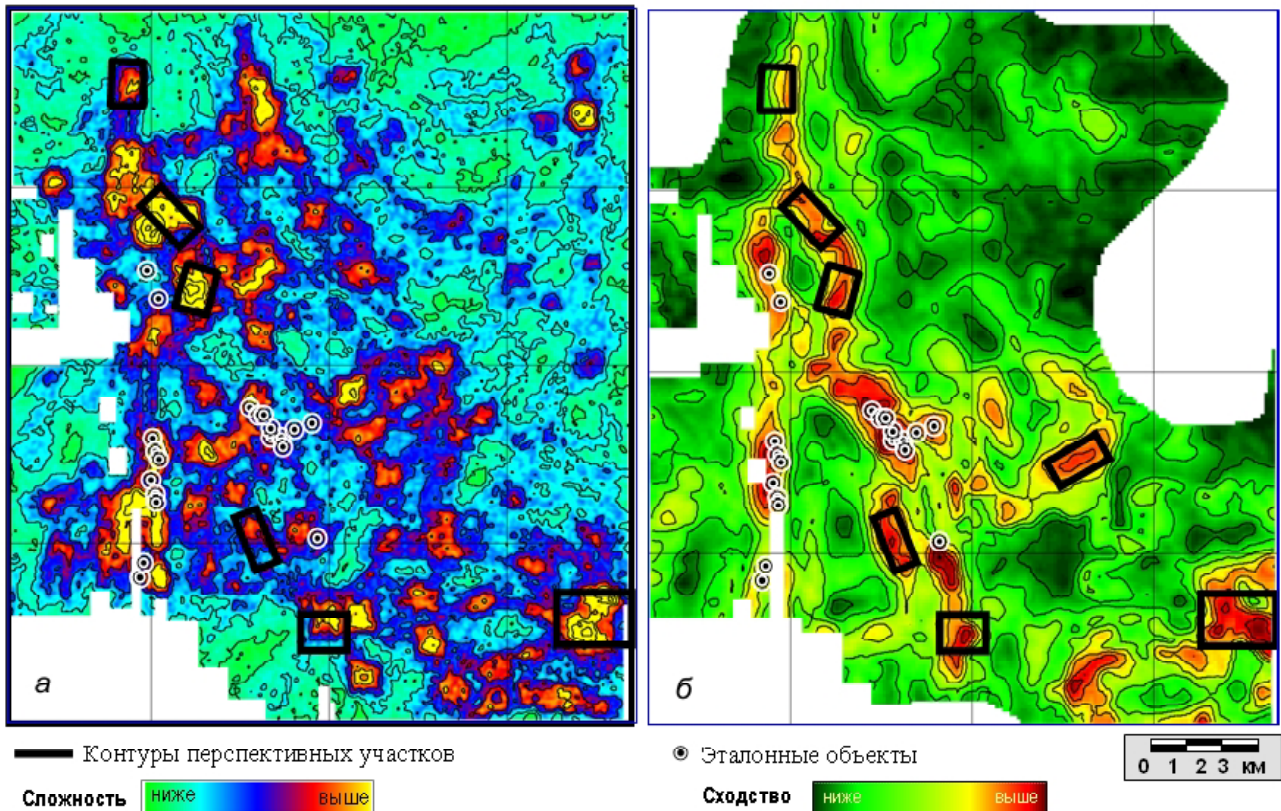 а
б
Контуры перспективных участков
Эталонные объекты
0 1 2 3 км
Сложность ниже выше
Сходство ниже выше